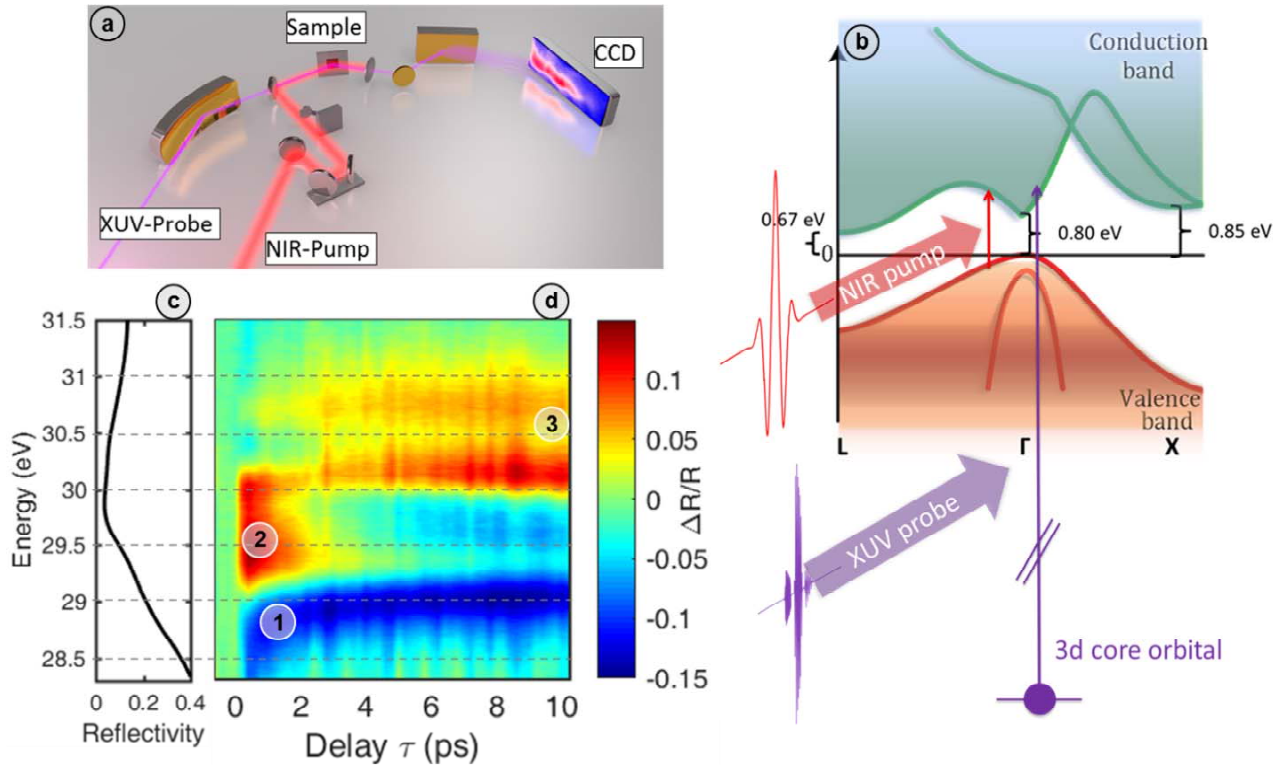 a
Sample
CCD
XUV-Probe
NIR-Pump
b
Conduction
band
0.67 eV
0
0.80 eV
0.85 eV
NIR pump
Valence
band
L
Γ
X
XUV probe
3d core orbital
c
d
31.5
31
30.5
30
29.5
29
28.5
Energy (eV)
0
0.2
0.4
Reflectivity
1
2
3
0
2
4
6
8
10
Delay τ (ps)
0.1
0.05
0
-0.05
-0.1
-0.15
ΔR/R